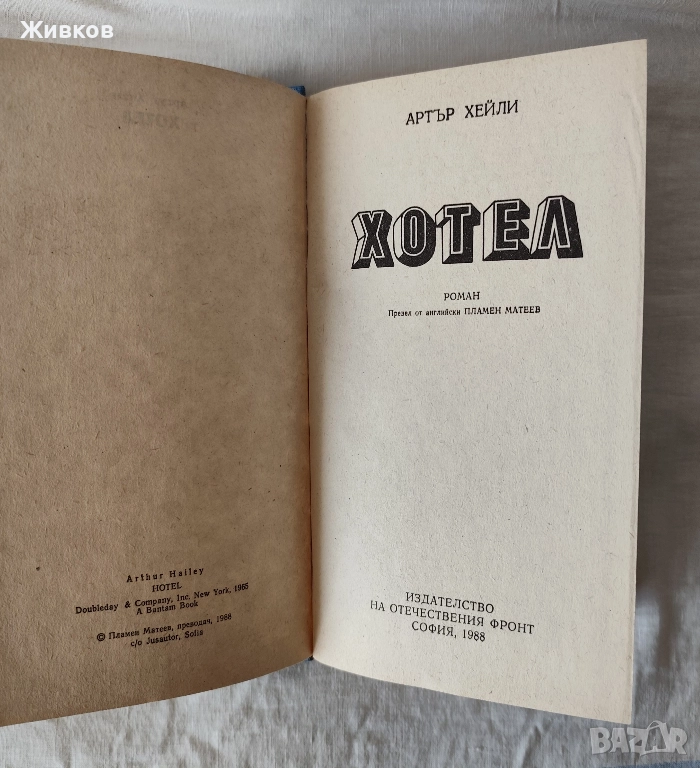 Живков
Arthur Hailey
HOTEL
Doubleday & Company, Inc. New York, 1965
A Bantam Book
© Пламен Матеев, преводач, 1988
c/o Jusautor, Sofia
АРТЪР ХЕЙЛИ
ХОТЕЛ
РОМАН
Превел от английски ПЛАМЕН МАТЕЕВ
ИЗДАТЕЛСТВО
НА ОТЕЧЕСТВЕНИЯ ФРОНТ
СОФИЯ, 1988
BAZAR